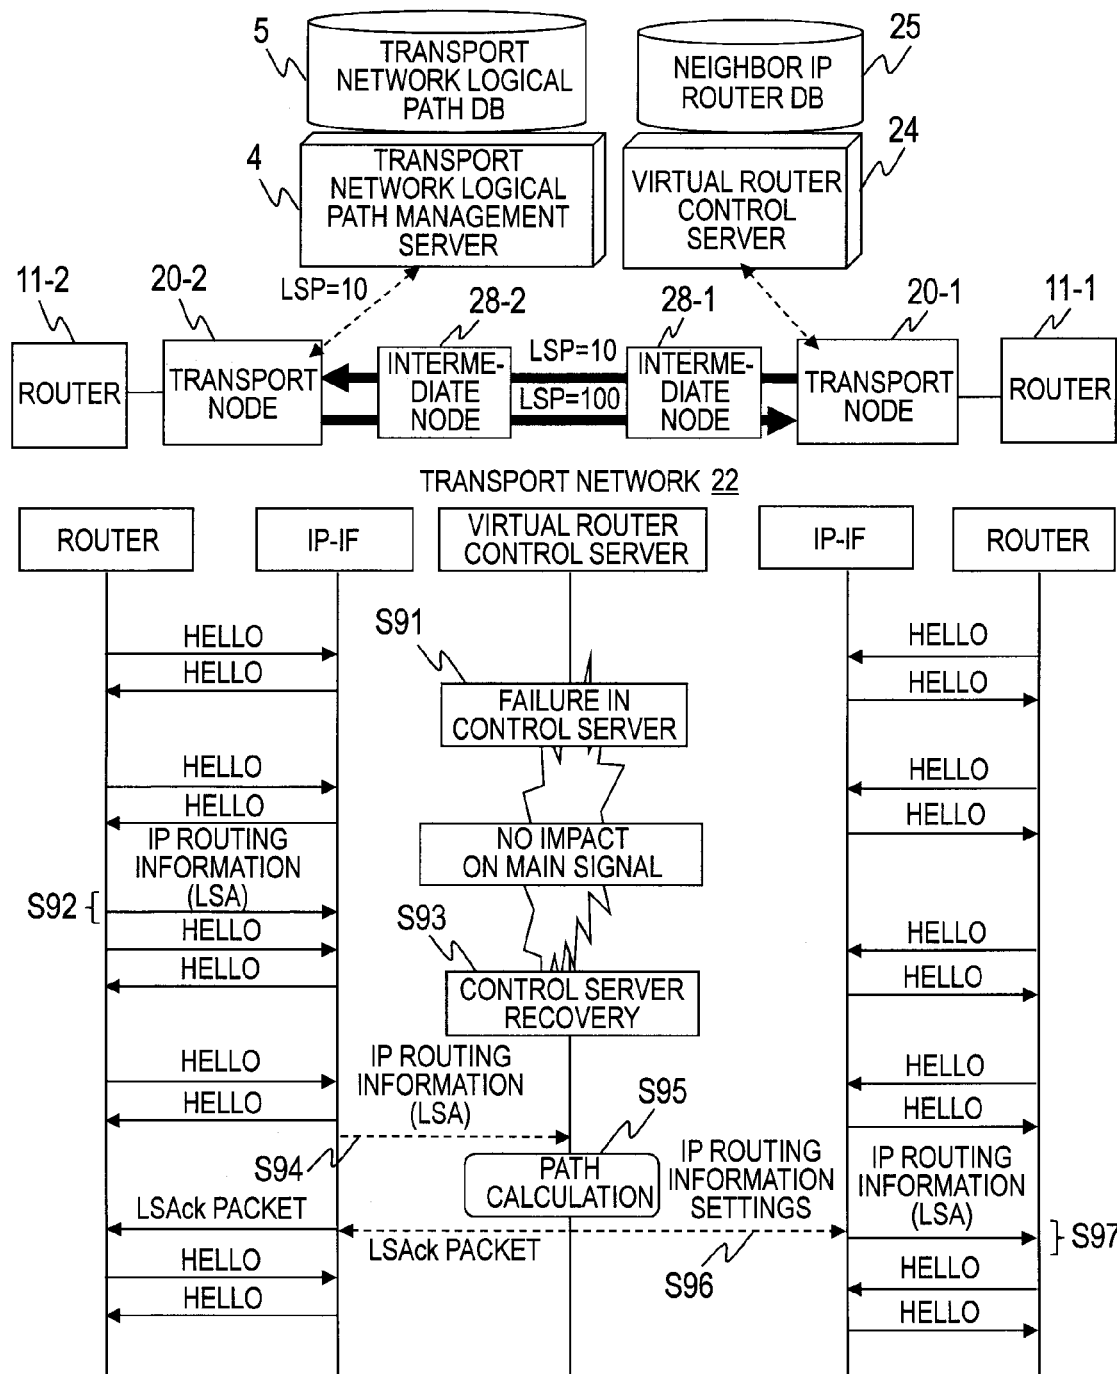 5
TRANSPORT
NETWORK LOGICAL
PATH DB
25
NEIGHBOR IP
ROUTER DB
4
TRANSPORT
NETWORK LOGICAL
PATH MANAGEMENT
SERVER
24
VIRTUAL ROUTER
CONTROL
SERVER
11-2
20-2
LSP=10
28-2
28-1
20-1
11-1
ROUTER
TRANSPORT
NODE
INTERME-
DIATE
NODE
LSP=10
LSP=100
INTERME-
DIATE
NODE
TRANSPORT
NODE
ROUTER
TRANSPORT NETWORK 22
ROUTER
IP-IF
VIRTUAL ROUTER
CONTROL SERVER
IP-IF
ROUTER
S91
HELLO
HELLO
HELLO
HELLO
FAILURE IN
CONTROL SERVER
HELLO
HELLO
HELLO
HELLO
IP ROUTING
INFORMATION
(LSA)
NO IMPACT
ON MAIN SIGNAL
S92
S93
HELLO
HELLO
HELLO
HELLO
CONTROL SERVER
RECOVERY
HELLO
HELLO
IP ROUTING
INFORMATION
(LSA)
S95
HELLO
HELLO
S94
PATH
CALCULATION
IP ROUTING
INFORMATION
SETTINGS
IP ROUTING
INFORMATION
(LSA)
LSAck PACKET
LSAck PACKET
S96
S97
HELLO
HELLO
HELLO
HELLO